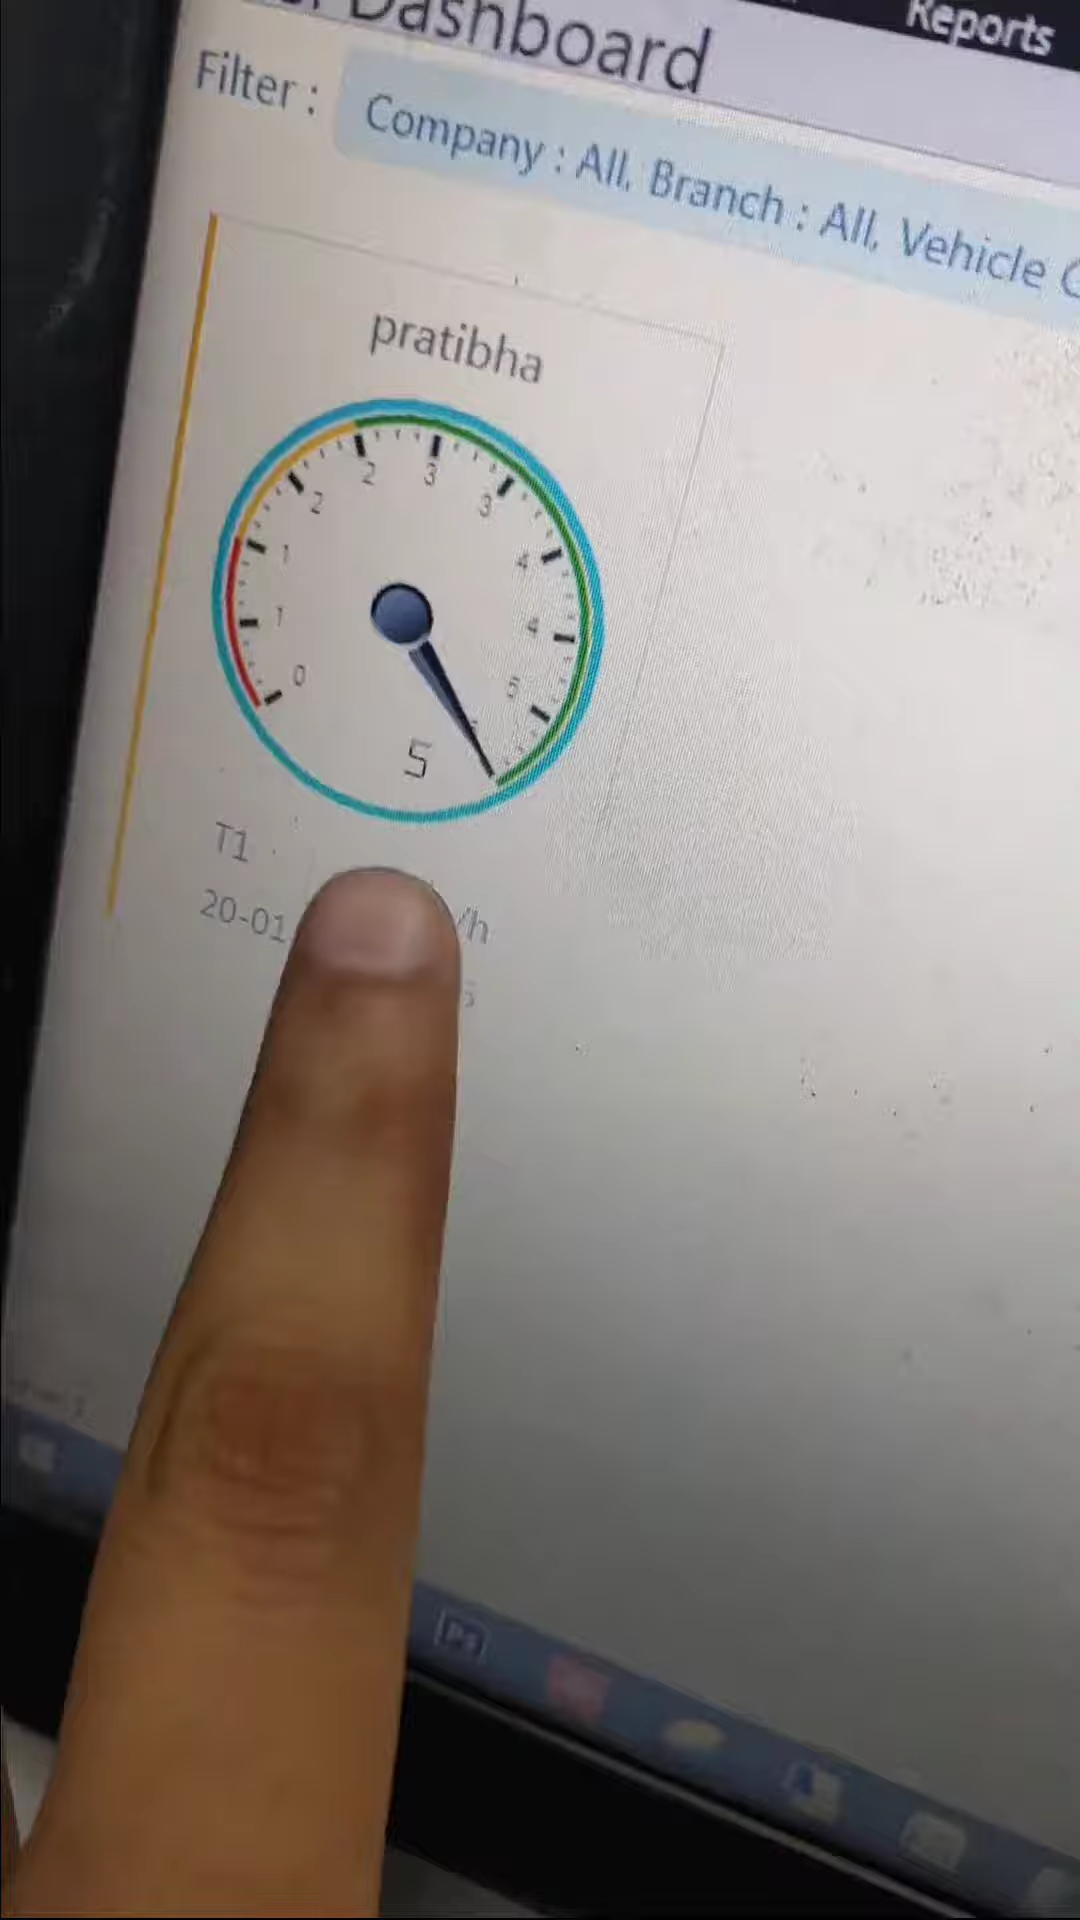 Dashboard
Reports
Filter :
Company : All, Branch : All, Vehicle
pratibha
0
1
1
2
2
3
3
4
4
5
5
T1
20-01
/h
Ps